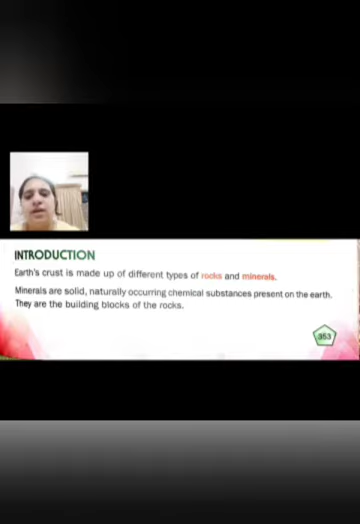 INTRODUCTION
Earth's crust is made up of different types of rocks and minerals.
Minerals are solid, naturally occurring chemical substances present on the earth.
They are the building blocks of the rocks.
353